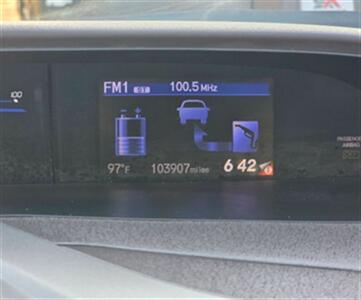 FM1 ST 100.5 MHz
100
PASSENGER
AIRBAG
97°F 103907 miles 6:42